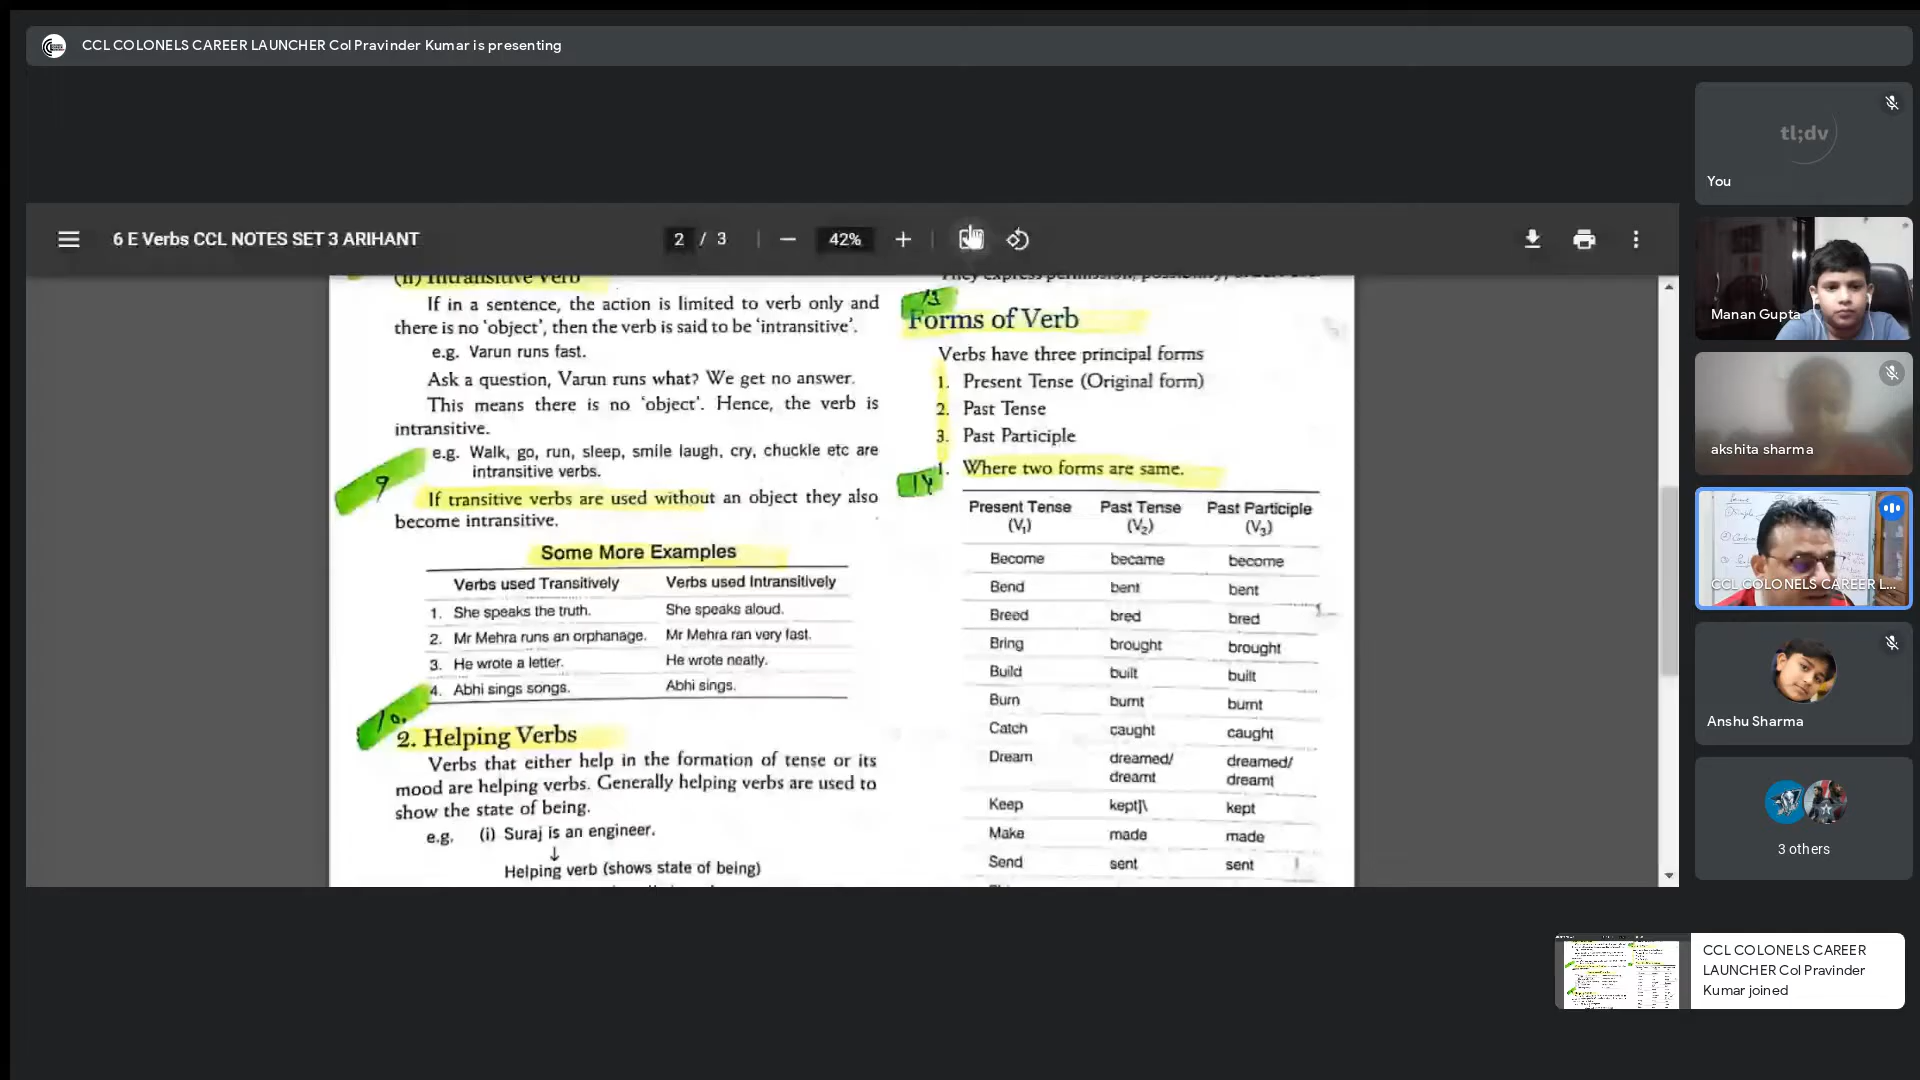 CCL COLONELS CAREER LAUNCHER Col Pravinder Kumar is presenting
6 E Verbs CCL NOTES SET 3 ARIHANT
2 / 3
42%
(ii) Intransitive verb
If in a sentence, the action is limited to verb only and
there is no ‘object’, then the verb is said to be ‘intransitive’.
e.g. Varun runs fast.
Ask a question, Varun runs what? We get no answer.
This means there is no ‘object’. Hence, the verb is
intransitive.
e.g. Walk, go, run, sleep, smile laugh, cry, chuckle etc are
intransitive verbs.
9
If transitive verbs are used without an object they also
become intransitive.
Some More Examples
Verbs used Transitively Verbs used Intransitively
1. She speaks the truth. She speaks aloud.
2. Mr Mehra runs an orphanage. Mr Mehra ran very fast.
3. He wrote a letter. He wrote neatly.
4. Abhi sings songs. Abhi sings.
10.
2. Helping Verbs
Verbs that either help in the formation of tense or its
mood are helping verbs. Generally helping verbs are used to
show the state of being.
e.g. (i) Suraj is an engineer.
↓
Helping verb (shows state of being)
They express permission, possibility,
13
Forms of Verb
Verbs have three principal forms
1. Present Tense (Original form)
2. Past Tense
3. Past Participle
14
1. Where two forms are same.
Present Tense Past Tense Past Participle
(V₁) (V₂) (V₃)
Become became become
Bend bent bent
Breed bred bred
Bring brought brought
Build built built
Burn burnt burnt
Catch caught caught
Dream dreamed/ dreamed/
dreamt dreamt
Keep kept]\ kept
Make made made
Send sent sent
tl;dv
You
Manan Gupta
akshita sharma
CCL COLONELS CAREER L...
Anshu Sharma
3 others
CCL COLONELS CAREER
LAUNCHER Col Pravinder
Kumar joined